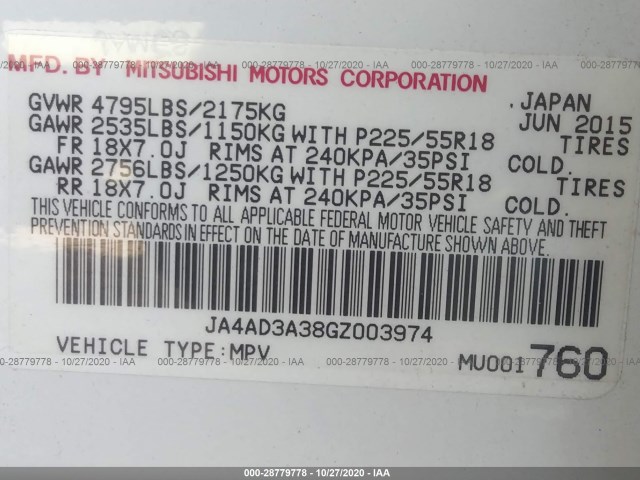 MFD. BY MITSUBISHI MOTORS CORPORATION
GVWR 4795LBS/2175KG , JAPAN
GAWR 2535LBS/1150KG WITH P225/55R18 JUN 2015 TIRES
FR 18X7.0J RIMS AT 240KPA/35PSI COLD.
GAWR 2756LBS/1250KG WITH P225/55R18 TIRES
RR 18X7.0J RIMS AT 240KPA/35PSI COLD.
THIS VEHICLE CONFORMS TO ALL APPLICABLE FEDERAL MOTOR VEHICLE SAFETY AND THEFT
PREVENTION STANDARDS IN EFFECT ON THE DATE OF MANUFACTURE SHOWN ABOVE.
JA4AD3A38GZ003974
VEHICLE TYPE:MPV MU001760
000-28779778 | 10/27/2020 - IAA